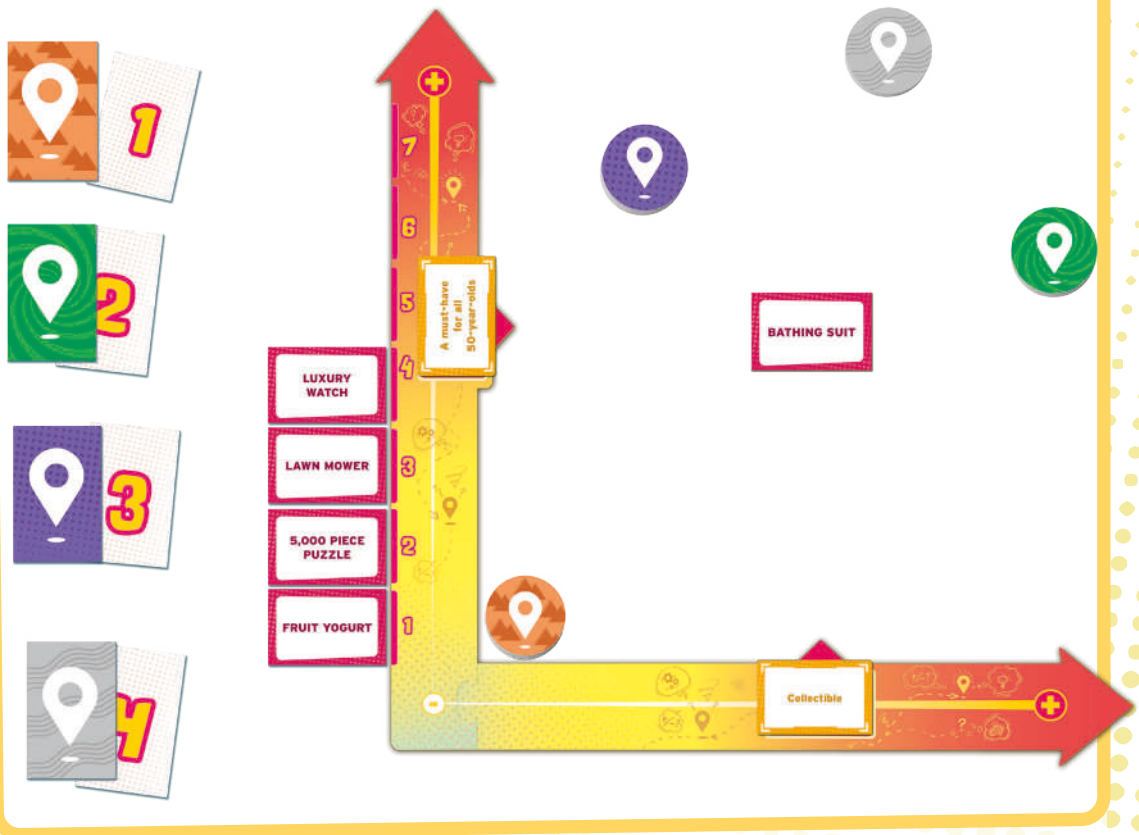 1
2
3
4
7
6
5
4
3
2
1
A must-have
for all
50-year-olds
LUXURY
WATCH
LAWN MOWER
5,000 PIECE
PUZZLE
FRUIT YOGURT
BATHING SUIT
Collectible